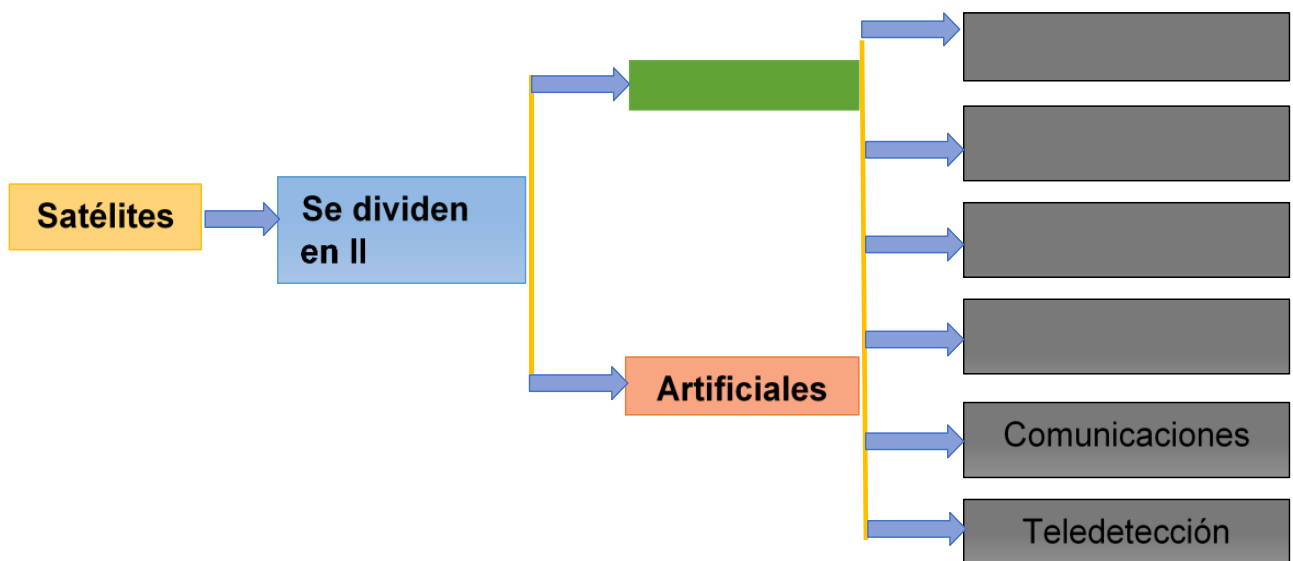 Satélites
Se dividen
en II
Artificiales
Comunicaciones
Teledetección